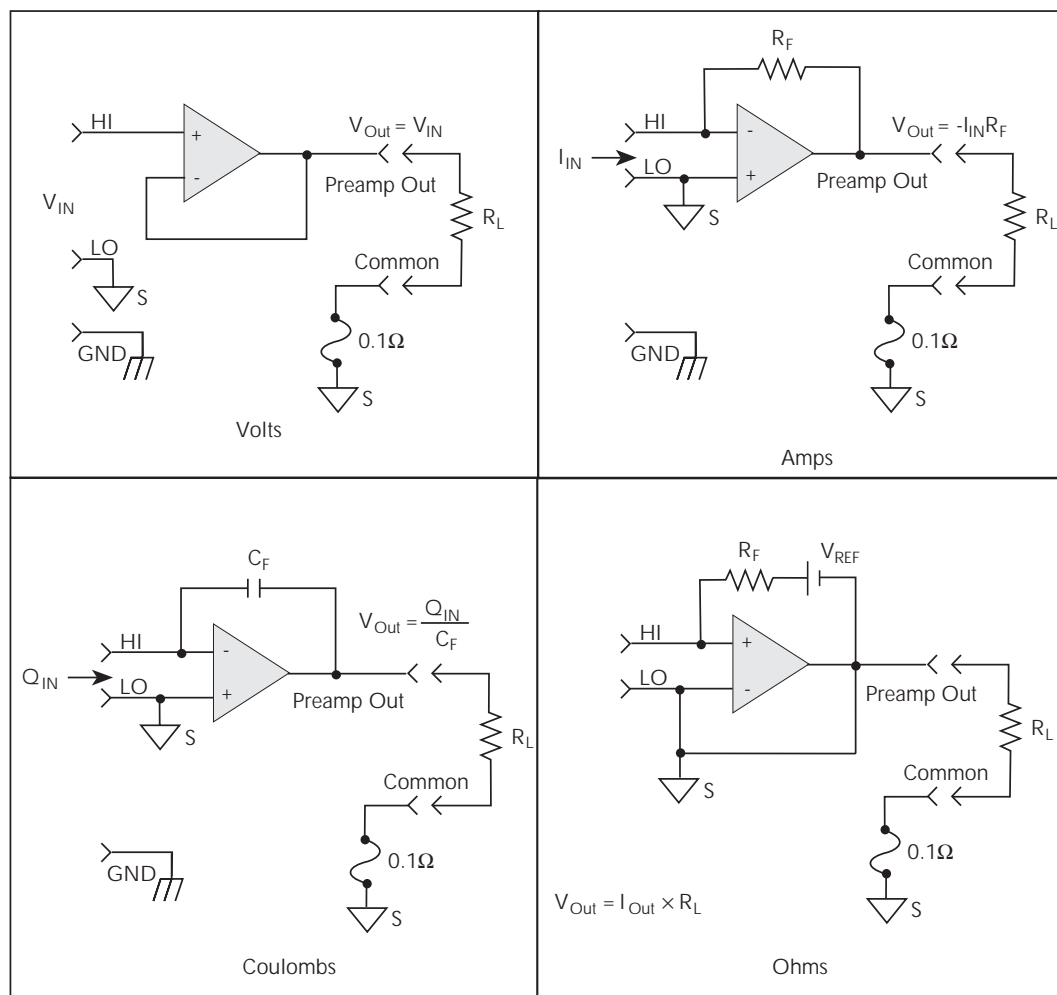 HI
+
-
V_Out = V_IN
Preamp Out
V_IN
R_L
LO
S
Common
GND
0.1Ω
S
Volts
R_F
HI
-
V_Out = -I_INR_F
I_IN
LO
+
Preamp Out
S
R_L
Common
GND
0.1Ω
S
Amps
C_F
V_Out = Q_IN
C_F
HI
-
Q_IN
LO
+
Preamp Out
S
R_L
Common
GND
0.1Ω
S
Coulombs
R_F
V_REF
HI
+
LO
-
Preamp Out
R_L
S
Common
0.1Ω
V_Out = I_Out × R_L
S
Ohms